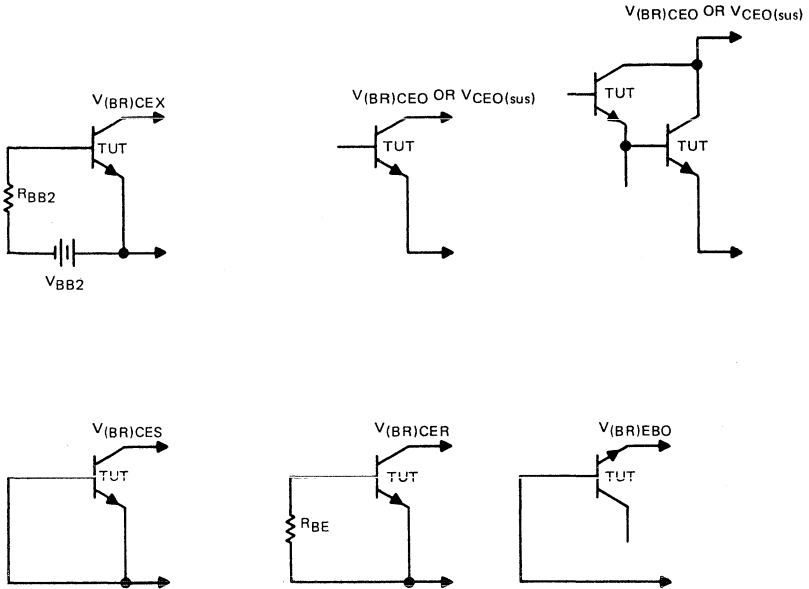 V(BR)CEO OR VCEO(sus)
TUT
TUT
V(BR)CEX
TUT
RBB2
VBB2
V(BR)CEO OR VCEO(sus)
TUT
V(BR)CES
TUT
V(BR)CER
TUT
RBE
V(BR)EBO
TUT